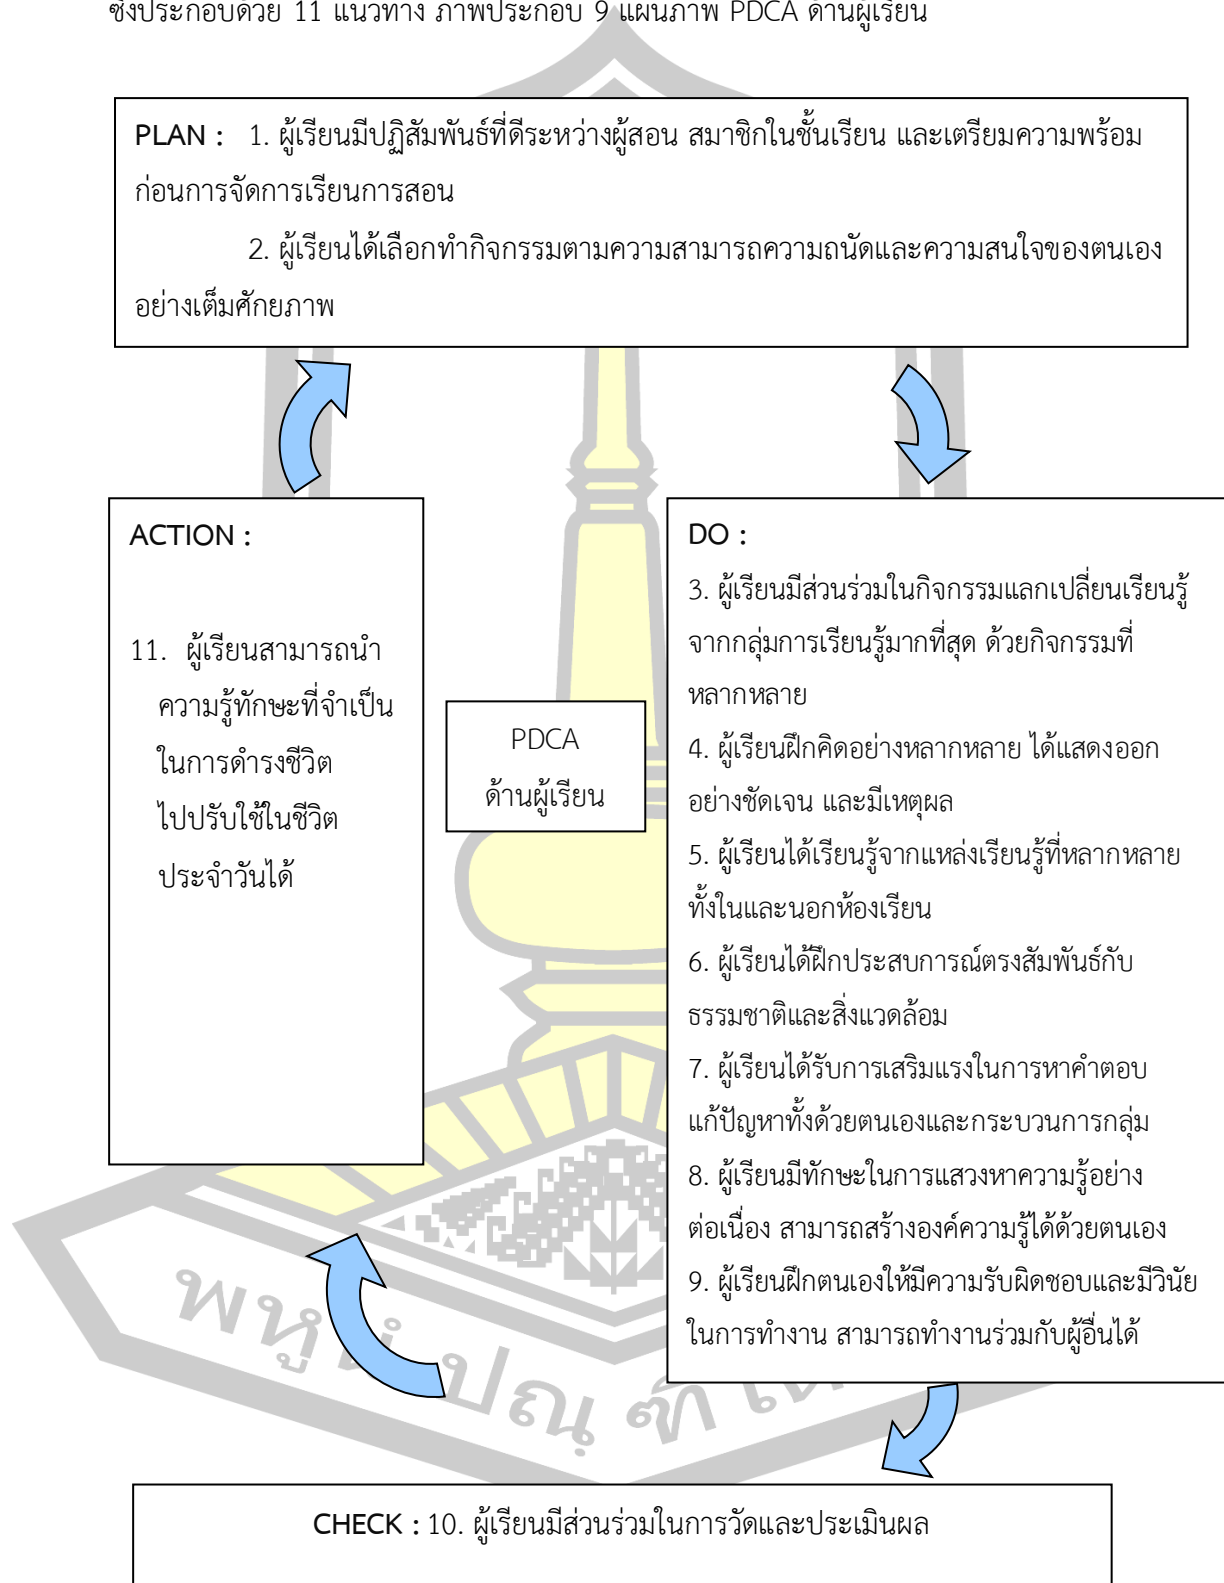 ซึ่งประกอบด้วย 11 แนวทาง ภาพประกอบ 9 แผนภาพ PDCA ด้านผู้เรียน
PLAN : 1. ผู้เรียนมีปฏิสัมพันธ์ที่ดีระหว่างผู้สอน สมาชิกในชั้นเรียน และเตรียมความพร้อม
ก่อนการจัดการเรียนการสอน
2. ผู้เรียนได้เลือกทำกิจกรรมตามความสามารถความถนัดและความสนใจของตนเอง
อย่างเต็มศักยภาพ
ACTION :
11. ผู้เรียนสามารถนำ
ความรู้ทักษะที่จำเป็น
ในการดำรงชีวิต
ไปปรับใช้ในชีวิต
ประจำวันได้
PDCA
ด้านผู้เรียน
DO :
3. ผู้เรียนมีส่วนร่วมในกิจกรรมแลกเปลี่ยนเรียนรู้
จากกลุ่มการเรียนรู้มากที่สุด ด้วยกิจกรรมที่
หลากหลาย
4. ผู้เรียนฝึกคิดอย่างหลากหลาย ได้แสดงออก
อย่างชัดเจน และมีเหตุผล
5. ผู้เรียนได้เรียนรู้จากแหล่งเรียนรู้ที่หลากหลาย
ทั้งในและนอกห้องเรียน
6. ผู้เรียนได้ฝึกประสบการณ์ตรงสัมพันธ์กับ
ธรรมชาติและสิ่งแวดล้อม
7. ผู้เรียนได้รับการเสริมแรงในการหาคำตอบ
แก้ปัญหาทั้งด้วยตนเองและกระบวนการกลุ่ม
8. ผู้เรียนมีทักษะในการแสวงหาความรู้อย่าง
ต่อเนื่อง สามารถสร้างองค์ความรู้ได้ด้วยตนเอง
9. ผู้เรียนฝึกตนเองให้มีความรับผิดชอบและมีวินัย
ในการทำงาน สามารถทำงานร่วมกับผู้อื่นได้
CHECK : 10. ผู้เรียนมีส่วนร่วมในการวัดและประเมินผล